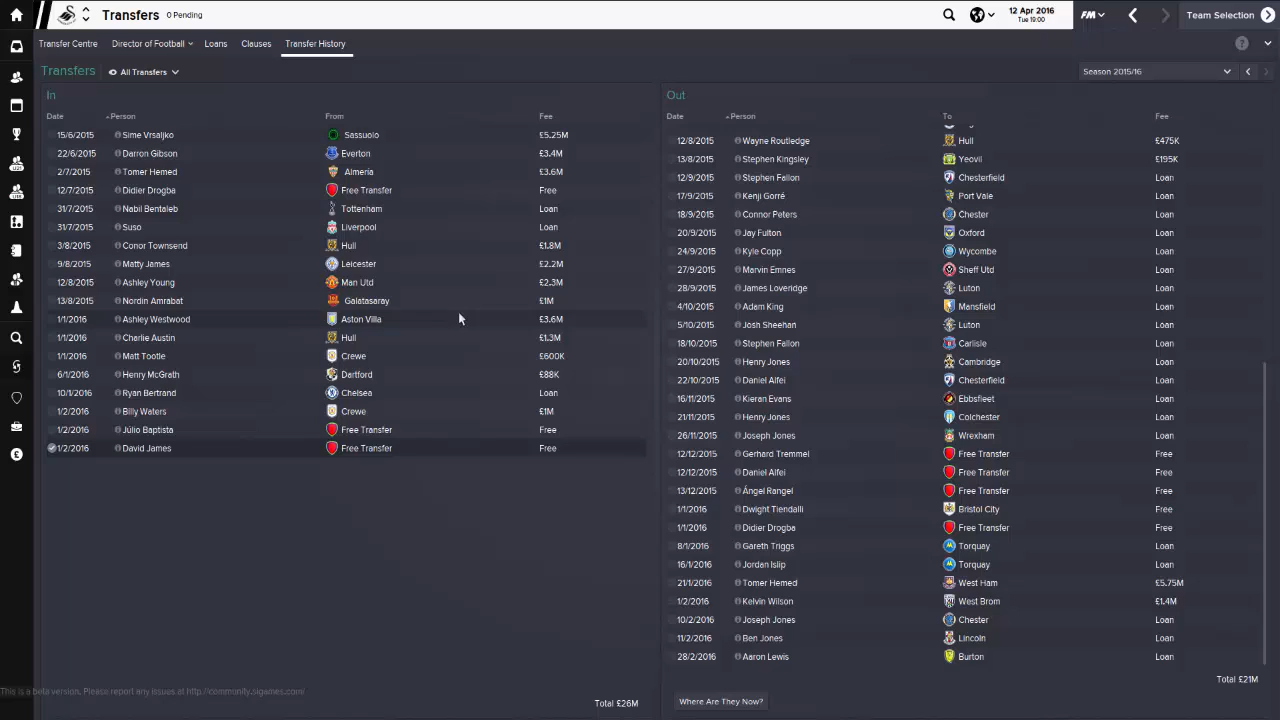 Transfers 0 Pending
12 Apr 2016
Tue 19:00
FM
Team Selection
Transfer Centre Director of Football Loans Clauses Transfer History
Transfers All Transfers
Season 2015/16
In
Date Person From Fee
15/6/2015 Sime Vrsaljko Sassuolo £5.25M
22/6/2015 Darron Gibson Everton £3.4M
2/7/2015 Tomer Hemed Almería £3.6M
12/7/2015 Didier Drogba Free Transfer Free
31/7/2015 Nabil Bentaleb Tottenham Loan
31/7/2015 Suso Liverpool Loan
3/8/2015 Conor Townsend Hull £1.8M
9/8/2015 Matty James Leicester £2.2M
12/8/2015 Ashley Young Man Utd £2.3M
13/8/2015 Nordin Amrabat Galatasaray £1M
1/1/2016 Ashley Westwood Aston Villa £3.6M
1/1/2016 Charlie Austin Hull £1.3M
1/1/2016 Matt Tootle Crewe £600K
6/1/2016 Henry McGrath Dartford £88K
10/1/2016 Ryan Bertrand Chelsea Loan
1/2/2016 Billy Waters Crewe £1M
1/2/2016 Júlio Baptista Free Transfer Free
1/2/2016 David James Free Transfer Free
Total £26M
Out
Date Person To Fee
12/8/2015 Wayne Routledge Hull £475K
13/8/2015 Stephen Kingsley Yeovil £195K
12/9/2015 Stephen Fallon Chesterfield Loan
17/9/2015 Kenji Gorré Port Vale Loan
18/9/2015 Connor Peters Chester Loan
20/9/2015 Jay Fulton Oxford Loan
24/9/2015 Kyle Copp Wycombe Loan
27/9/2015 Marvin Emnes Sheff Utd Loan
28/9/2015 James Loveridge Luton Loan
4/10/2015 Adam King Mansfield Loan
5/10/2015 Josh Sheehan Luton Loan
18/10/2015 Stephen Fallon Carlisle Loan
20/10/2015 Henry Jones Cambridge Loan
22/10/2015 Daniel Alfei Chesterfield Loan
16/11/2015 Kieran Evans Ebbsfleet Loan
21/11/2015 Henry Jones Colchester Loan
26/11/2015 Joseph Jones Wrexham Loan
12/12/2015 Gerhard Tremmel Free Transfer Free
12/12/2015 Daniel Alfei Free Transfer Free
13/12/2015 Ángel Rangel Free Transfer Free
1/1/2016 Dwight Tiendalli Bristol City Free
1/1/2016 Didier Drogba Free Transfer Free
8/1/2016 Gareth Triggs Torquay Loan
16/1/2016 Jordan Islip Torquay Loan
21/1/2016 Tomer Hemed West Ham £5.75M
1/2/2016 Kelvin Wilson West Brom £1.4M
10/2/2016 Joseph Jones Chester Loan
11/2/2016 Ben Jones Lincoln Loan
28/2/2016 Aaron Lewis Burton Loan
Total £21M
Where Are They Now?
This is a beta version. Please report any issues at http://community.sigames.com/